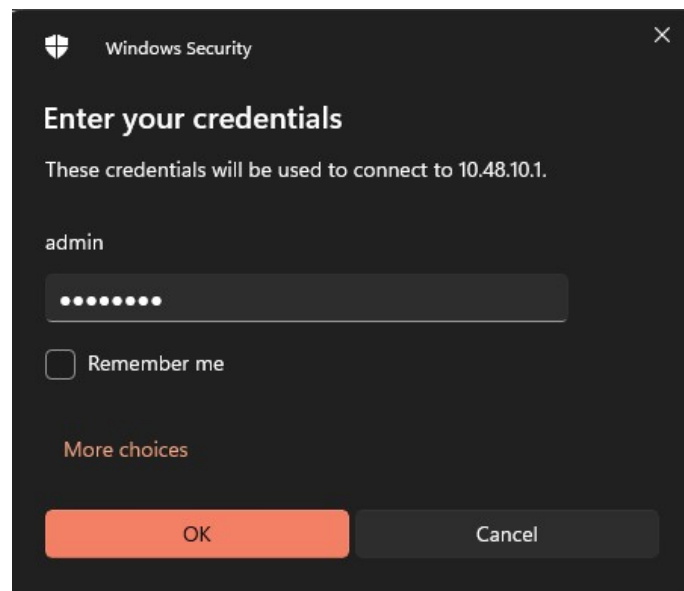 Windows Security
Enter your credentials
These credentials will be used to connect to 10.48.10.1.
admin
●●●●●●●●
Remember me
More choices
OK
Cancel